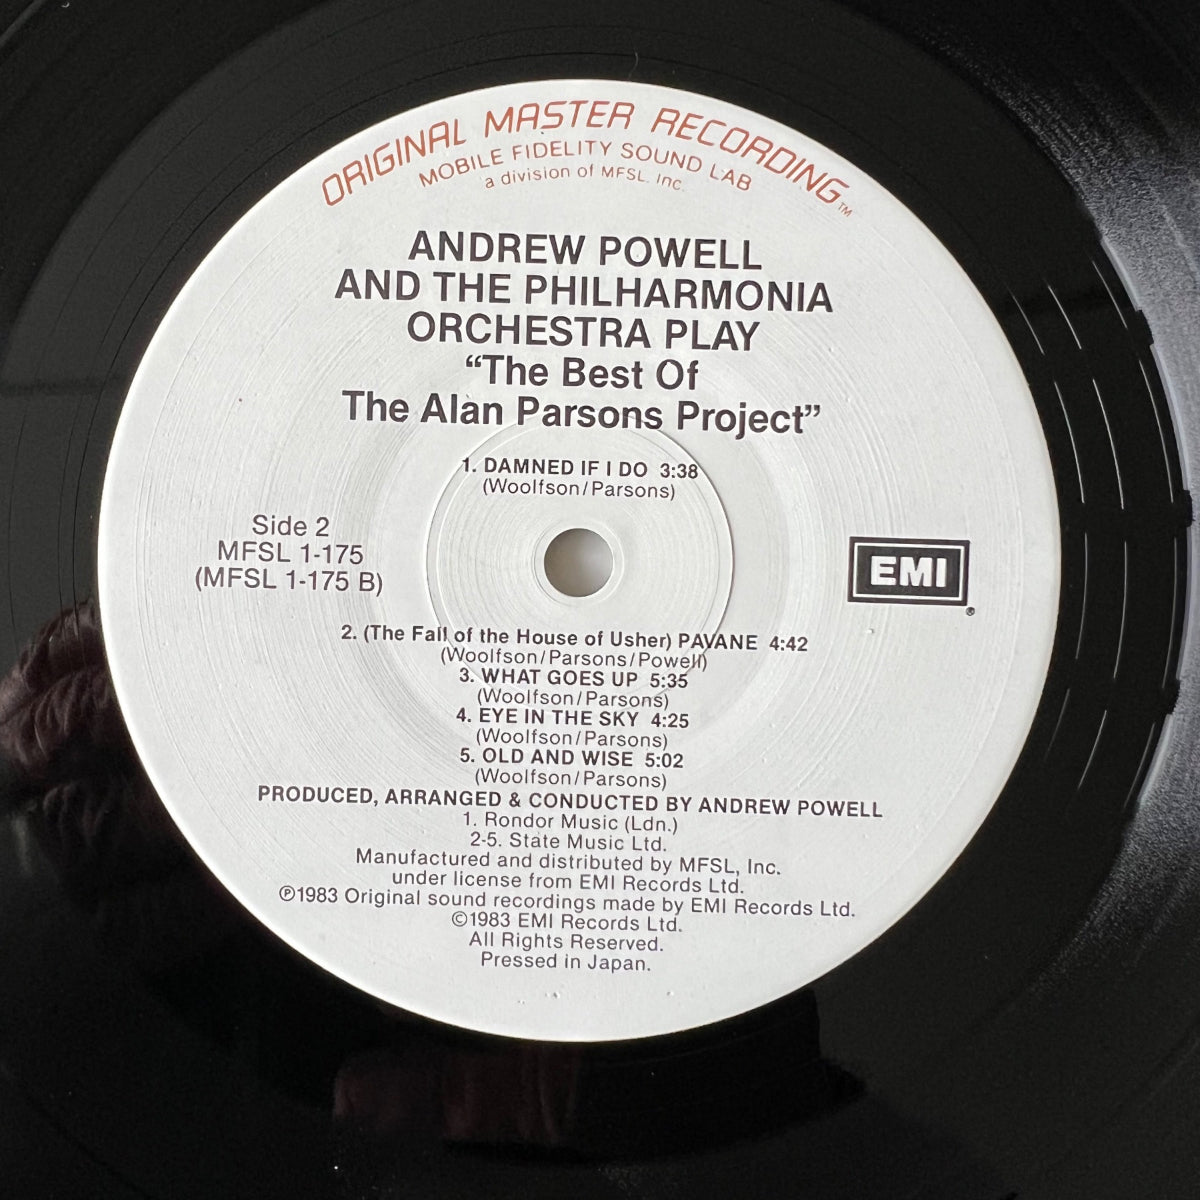 ORIGINAL MASTER RECORDING™
MOBILE FIDELITY SOUND LAB
a division of MFSL, Inc.
ANDREW POWELL
AND THE PHILHARMONIA
ORCHESTRA PLAY
“The Best Of
The Alan Parsons Project”
1. DAMNED IF I DO 3:38
(Woolfson/Parsons)
Side 2
MFSL 1-175
(MFSL 1-175 B)
EMI®
2. (The Fall of the House of Usher) PAVANE 4:42
(Woolfson/Parsons/Powell)
3. WHAT GOES UP 5:35
(Woolfson/Parsons)
4. EYE IN THE SKY 4:25
(Woolfson/Parsons)
5. OLD AND WISE 5:02
(Woolfson/Parsons)
PRODUCED, ARRANGED & CONDUCTED BY ANDREW POWELL
1. Rondor Music (Ldn.)
2-5. State Music Ltd.
Manufactured and distributed by MFSL, Inc.
under license from EMI Records Ltd.
℗1983 Original sound recordings made by EMI Records Ltd.
©1983 EMI Records Ltd.
All Rights Reserved.
Pressed in Japan.